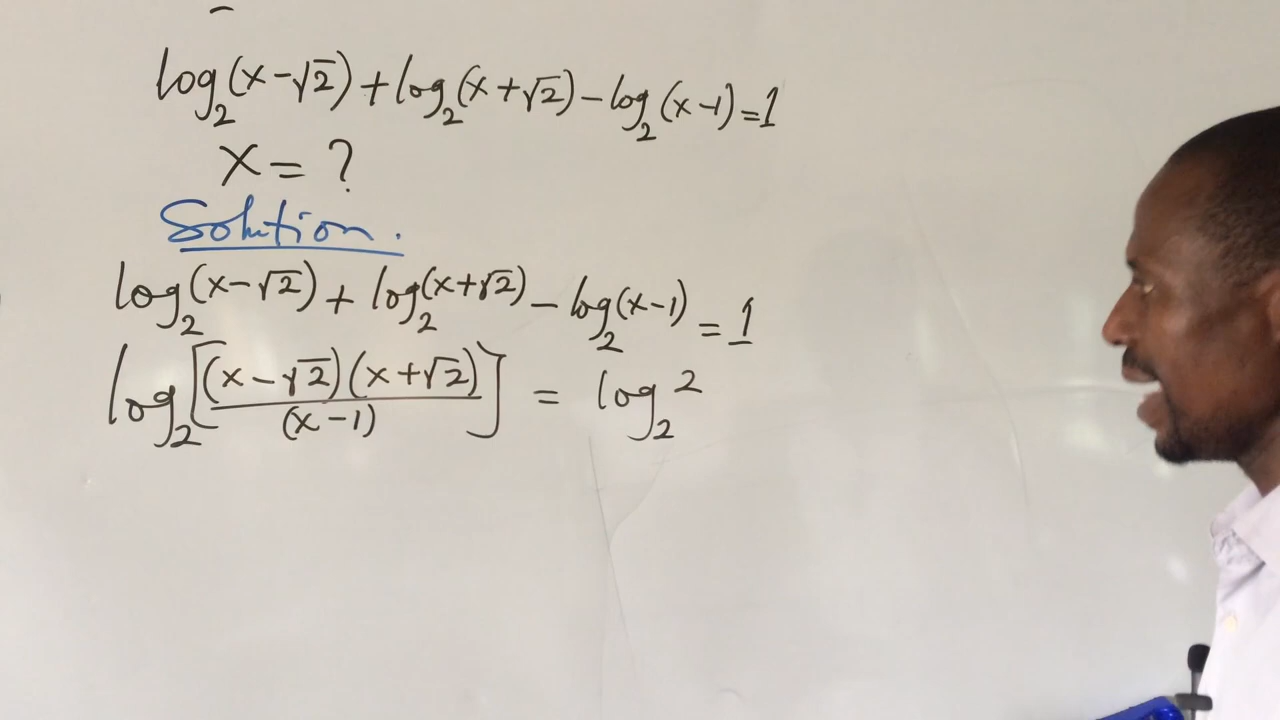 log₂(x-√2)+log₂(x+√2)-log₂(x-1)=1
x = ?
Solution.
log₂(x-√2) + log₂(x+√2) - log₂(x-1) = 1
log₂[(x-√2)(x+√2)/(x-1)] = log₂2